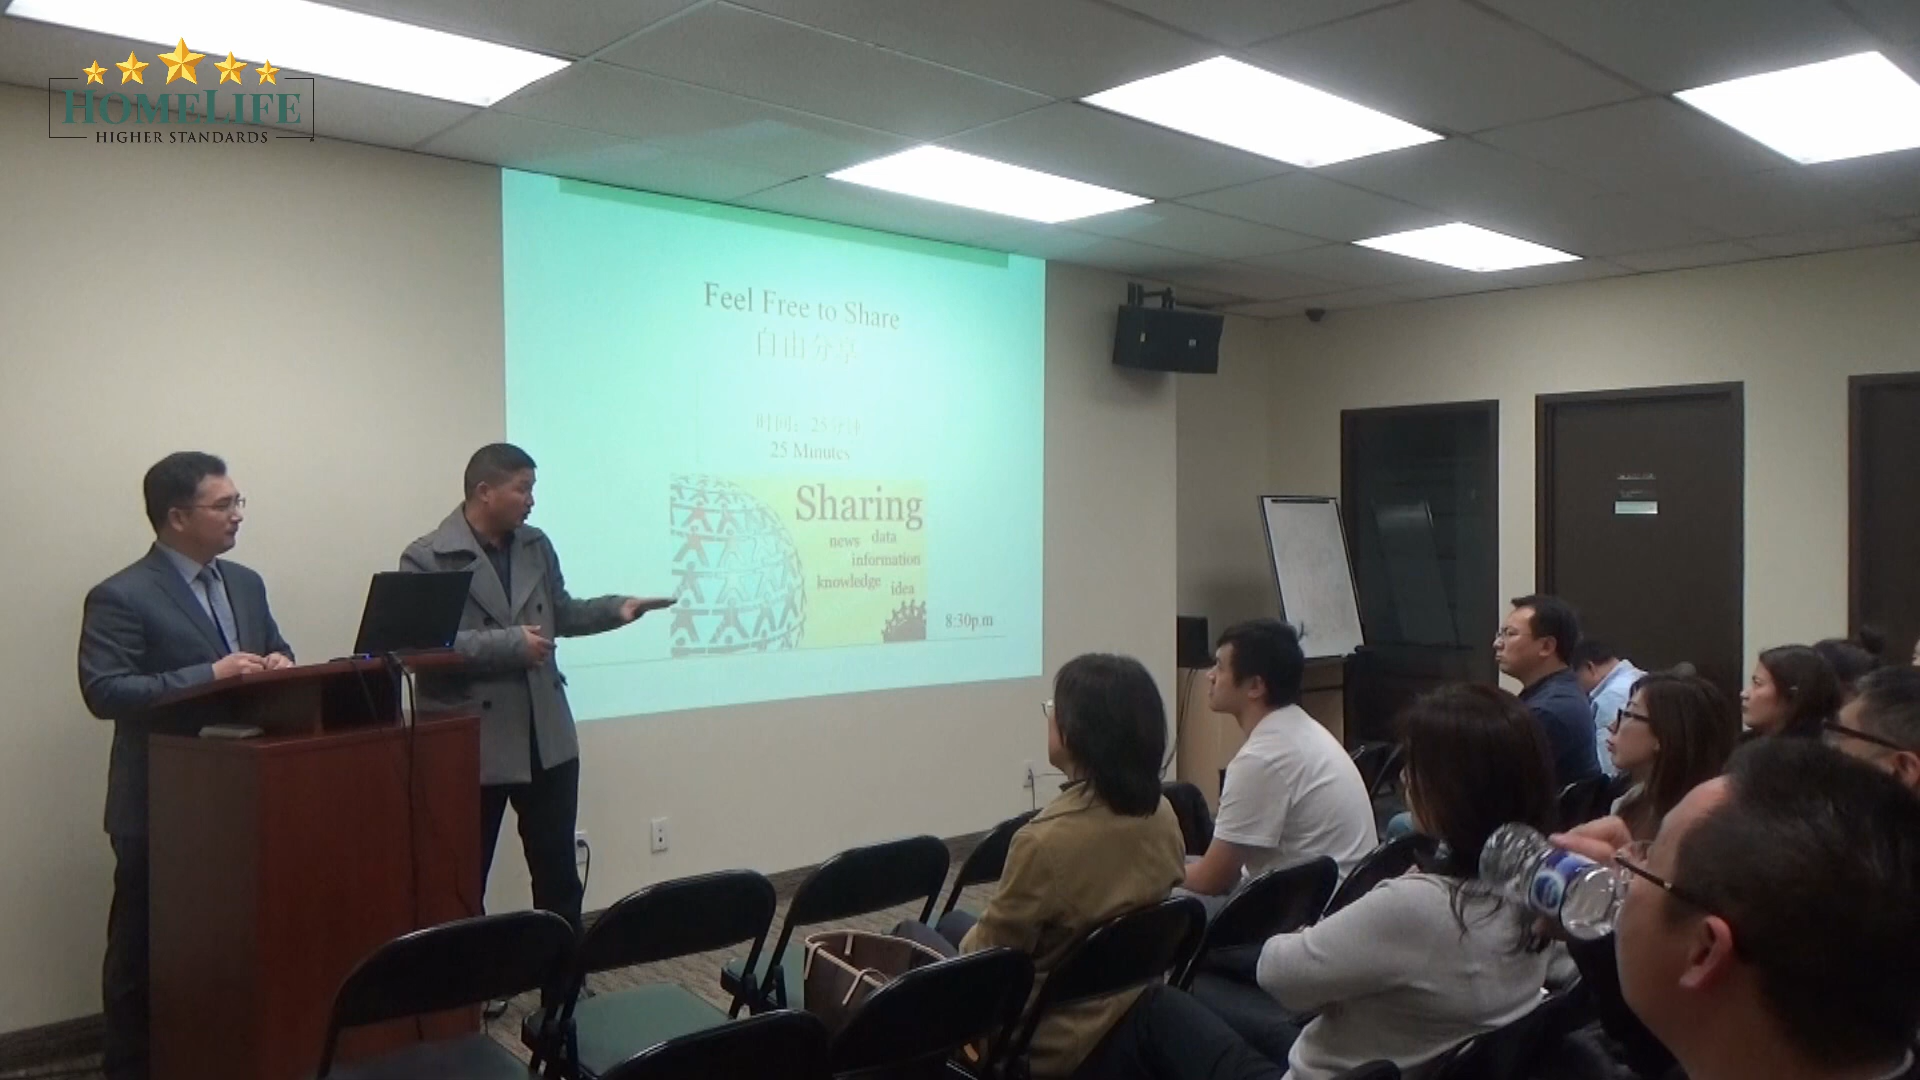 HOMELIFE
HIGHER STANDARDS
Feel Free to Share
自由分享
时间：25分钟
25 Minutes
Sharing
news data
information
knowledge
idea
8:30p.m